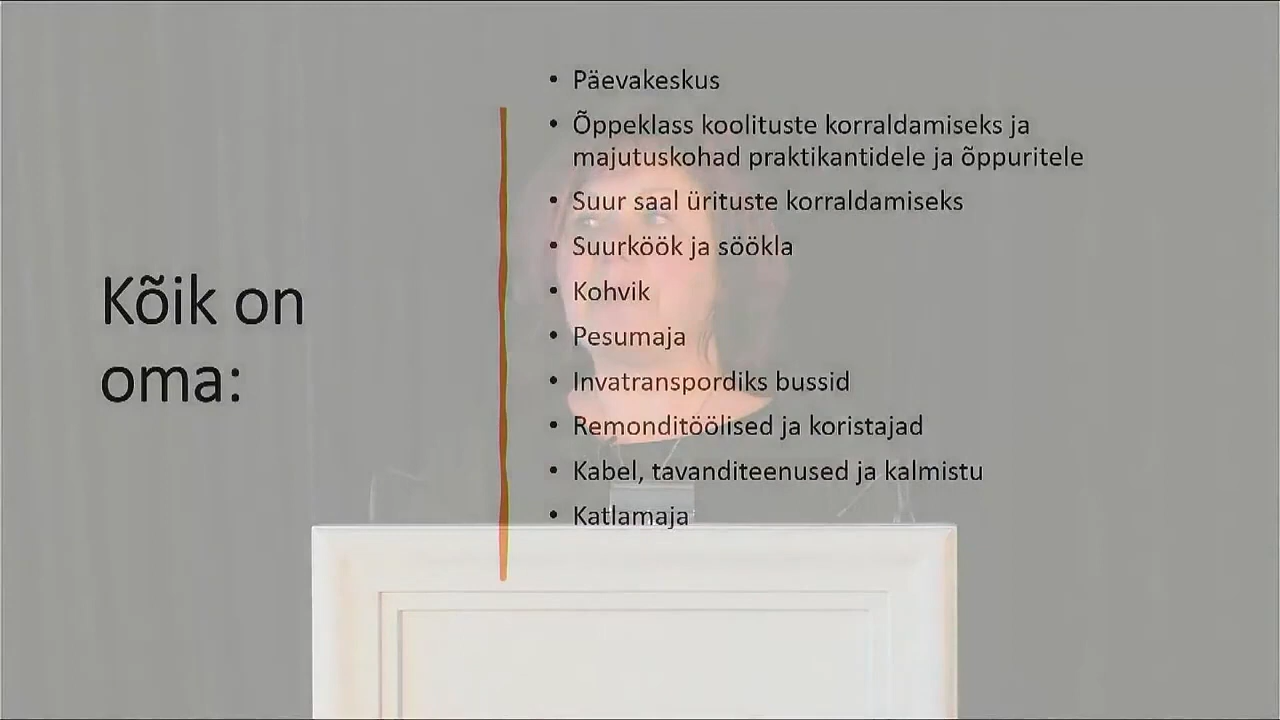 Kõik on
oma:
• Päevakeskus
• Õppeklass koolituste korraldamiseks ja
majutuskohad praktikantidele ja õppuritele
• Suur saal ürituste korraldamiseks
• Suurköök ja söökla
• Kohvik
• Pesumaja
• Invatranspordiks bussid
• Remonditöölised ja koristajad
• Kabel, tavanditeenused ja kalmistu
• Katlamaja